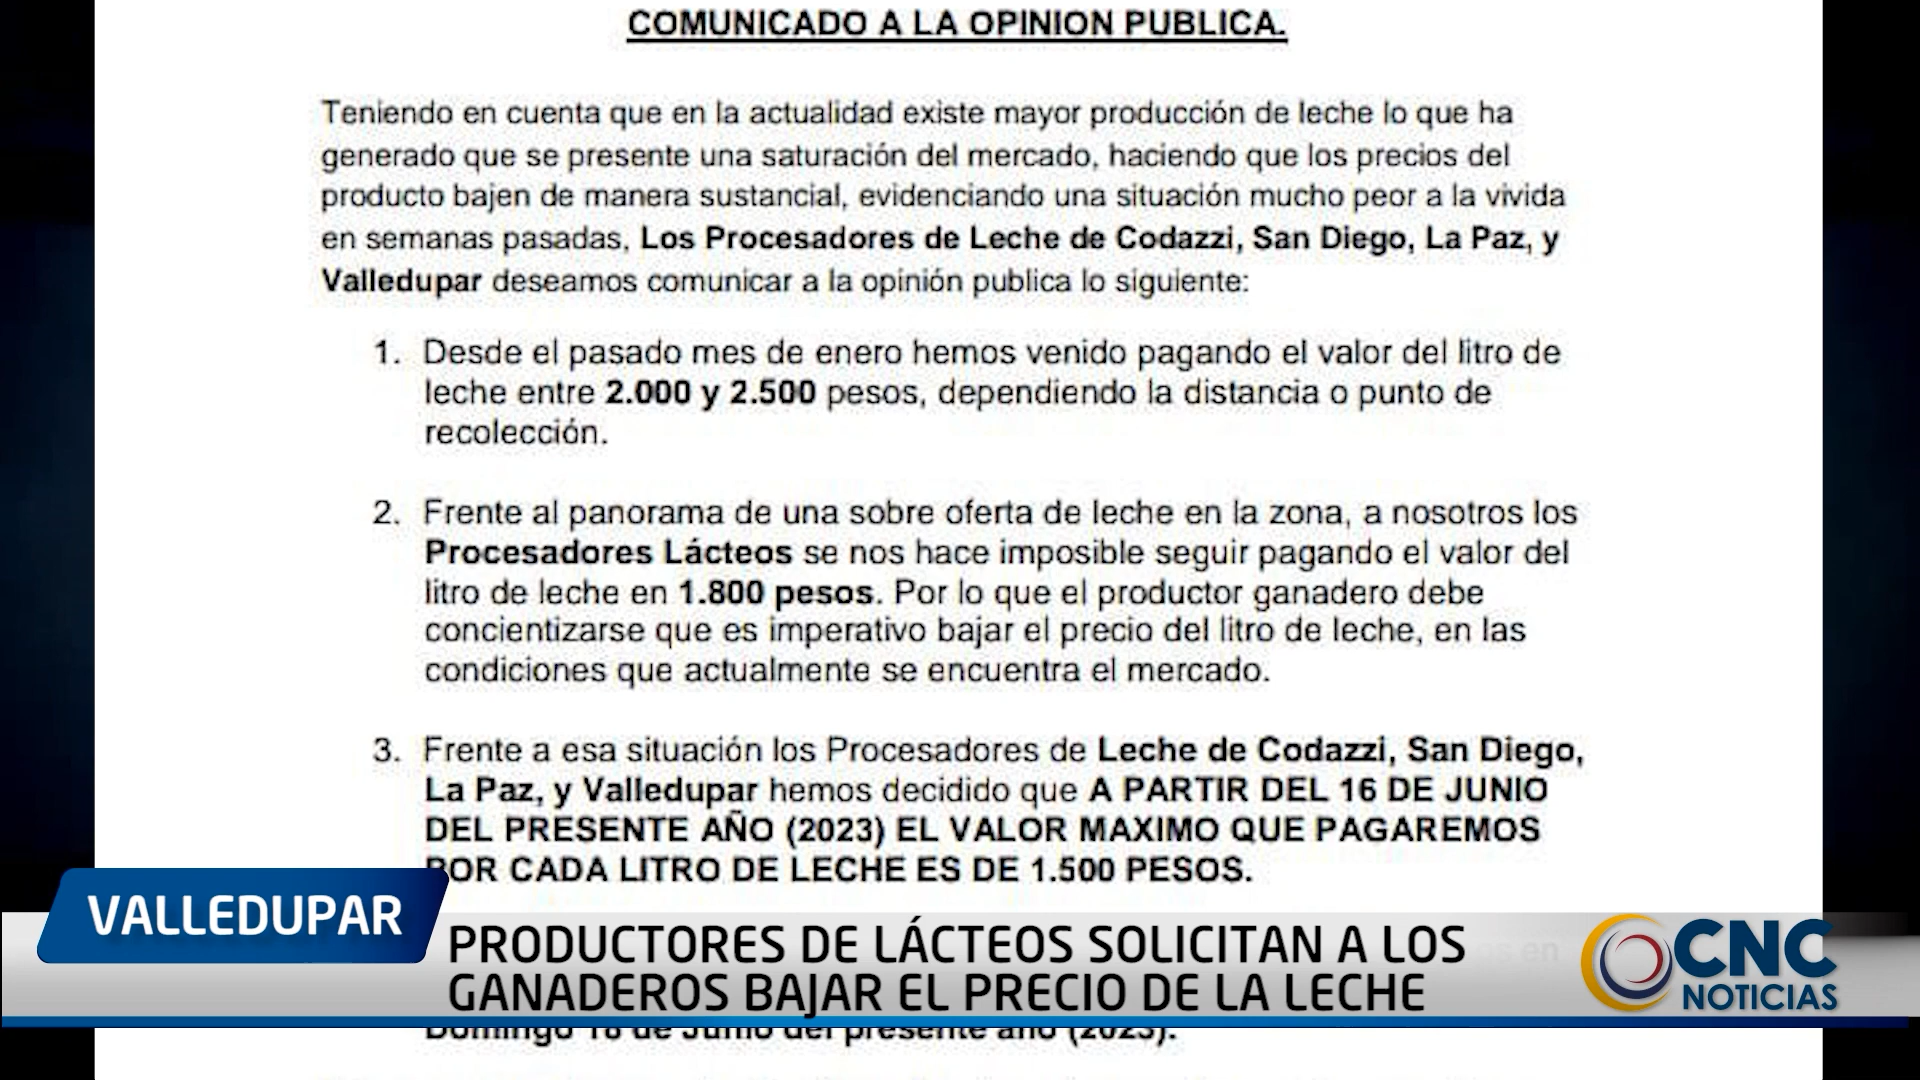 COMUNICADO A LA OPINION PUBLICA.
Teniendo en cuenta que en la actualidad existe mayor producción de leche lo que ha
generado que se presente una saturación del mercado, haciendo que los precios del
producto bajen de manera sustancial, evidenciando una situación mucho peor a la vivida
en semanas pasadas, Los Procesadores de Leche de Codazzi, San Diego, La Paz, y
Valledupar deseamos comunicar a la opinión publica lo siguiente:
1. Desde el pasado mes de enero hemos venido pagando el valor del litro de
leche entre 2.000 y 2.500 pesos, dependiendo la distancia o punto de
recolección.
2. Frente al panorama de una sobre oferta de leche en la zona, a nosotros los
Procesadores Lácteos se nos hace imposible seguir pagando el valor del
litro de leche en 1.800 pesos. Por lo que el productor ganadero debe
concientizarse que es imperativo bajar el precio del litro de leche, en las
condiciones que actualmente se encuentra el mercado.
3. Frente a esa situación los Procesadores de Leche de Codazzi, San Diego,
La Paz, y Valledupar hemos decidido que A PARTIR DEL 16 DE JUNIO
DEL PRESENTE AÑO (2023) EL VALOR MAXIMO QUE PAGAREMOS
POR CADA LITRO DE LECHE ES DE 1.500 PESOS.
VALLEDUPAR
PRODUCTORES DE LÁCTEOS SOLICITAN A LOS
GANADEROS BAJAR EL PRECIO DE LA LECHE
CNC
NOTICIAS
Domingo 18 de Junio del presente año (2023).